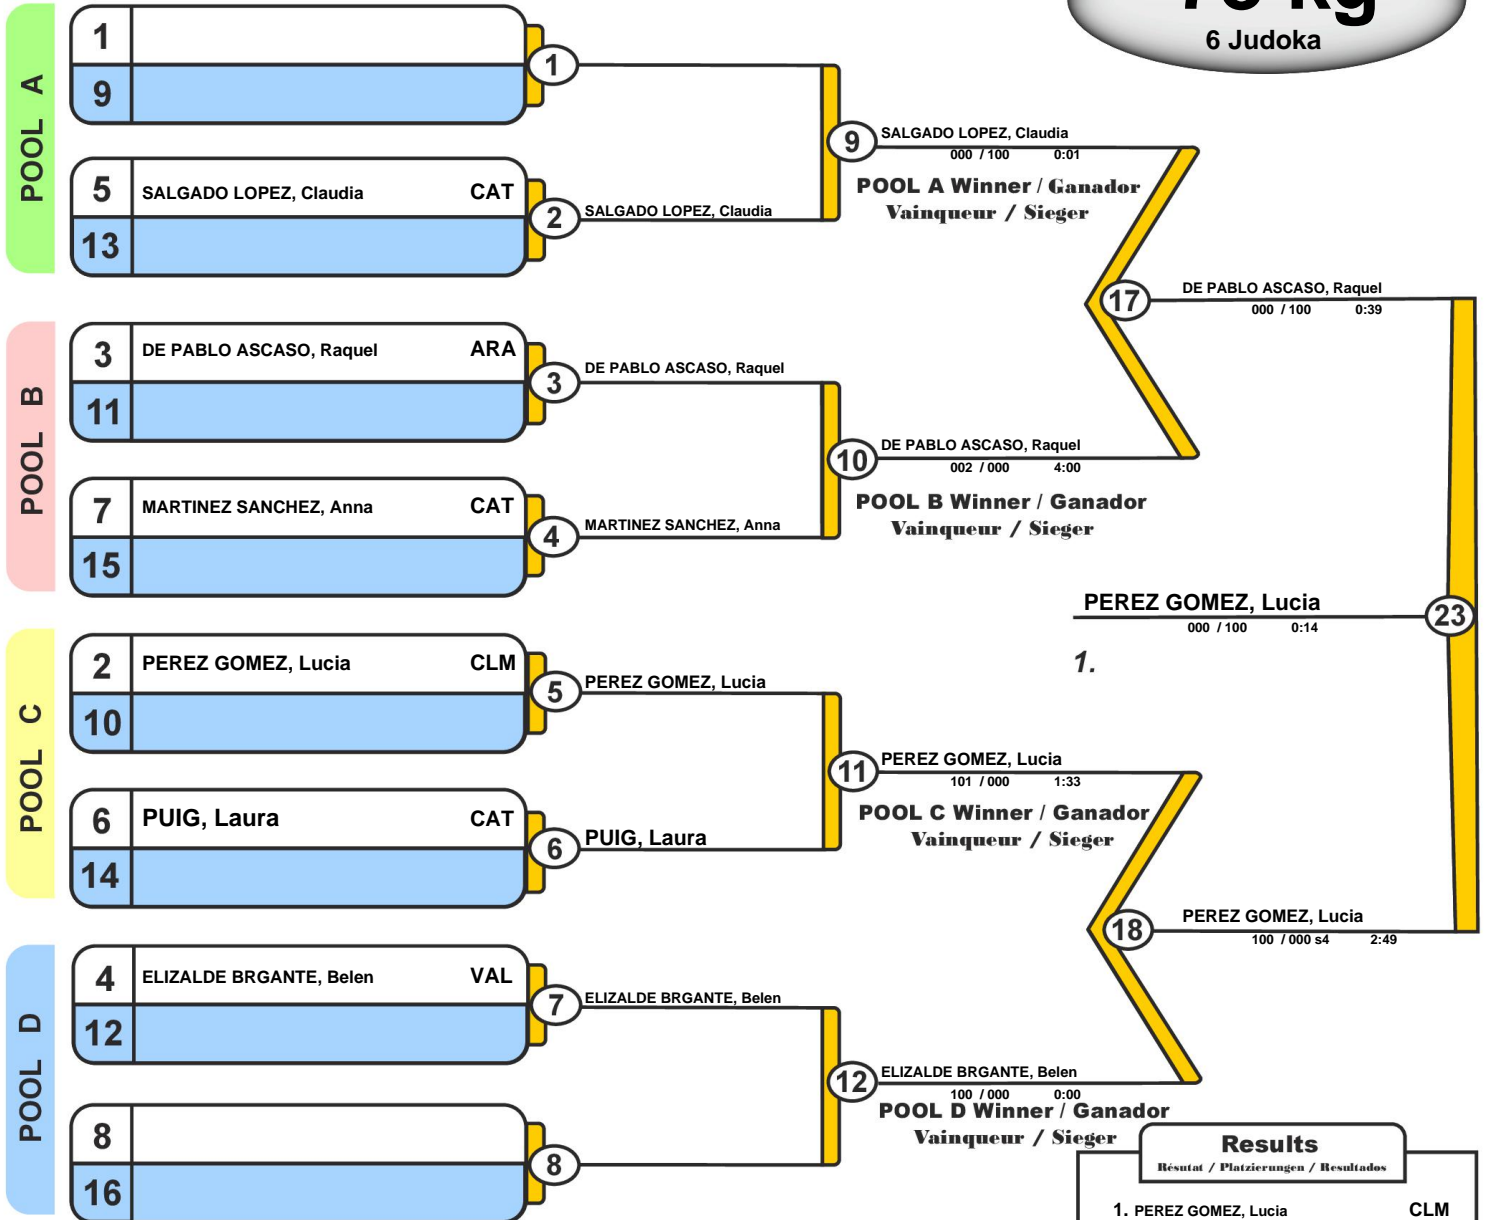 6 Judoka
POOL A
1
9
1
5 SALGADO LOPEZ, Claudia CAT
13
2 SALGADO LOPEZ, Claudia
9 SALGADO LOPEZ, Claudia
000 / 100 0:01
POOL A Winner / Ganador
Vainqueur / Sieger
POOL B
3 DE PABLO ASCASO, Raquel ARA
11
3 DE PABLO ASCASO, Raquel
7 MARTINEZ SANCHEZ, Anna CAT
15
4 MARTINEZ SANCHEZ, Anna
10 DE PABLO ASCASO, Raquel
002 / 000 4:00
POOL B Winner / Ganador
Vainqueur / Sieger
17 DE PABLO ASCASO, Raquel
000 / 100 0:39
PEREZ GOMEZ, Lucia 23
000 / 100 0:14
1.
POOL C
2 PEREZ GOMEZ, Lucia CLM
10
5 PEREZ GOMEZ, Lucia
6 PUIG, Laura CAT
14
6 PUIG, Laura
11 PEREZ GOMEZ, Lucia
101 / 000 1:33
POOL C Winner / Ganador
Vainqueur / Sieger
18 PEREZ GOMEZ, Lucia
100 / 000 s4 2:49
POOL D
4 ELIZALDE BRGANTE, Belen VAL
12
7 ELIZALDE BRGANTE, Belen
8
16
8
12 ELIZALDE BRGANTE, Belen
100 / 000 0:00
POOL D Winner / Ganador
Vainqueur / Sieger
Results
Résutat / Platzierungen / Resultados
1. PEREZ GOMEZ, Lucia CLM